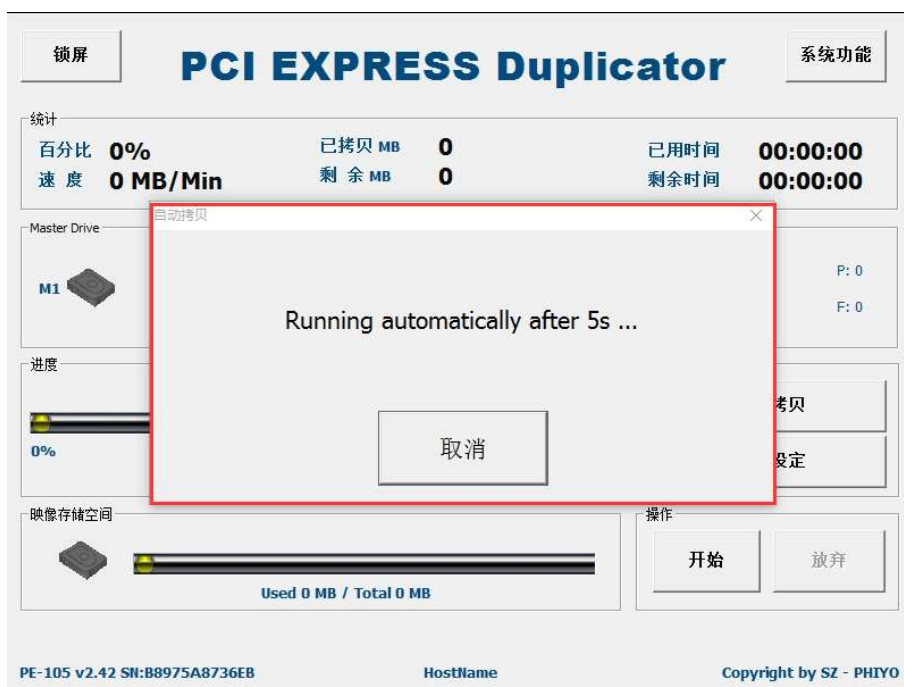 锁屏
PCI EXPRESS Duplicator
系统功能
统计
百分比 0% 已拷贝 MB 0 已用时间 00:00:00
速 度 0 MB/Min 剩 余 MB 0 剩余时间 00:00:00
自动拷贝
Master Drive
M1
P: 0
F: 0
Running automatically after 5s ...
进度
拷贝
0%
取消
设定
映像存储空间
操作
开始
放弃
Used 0 MB / Total 0 MB
PE-105 v2.42 SN:B8975A8736EB HostName Copyright by SZ - PHIYO